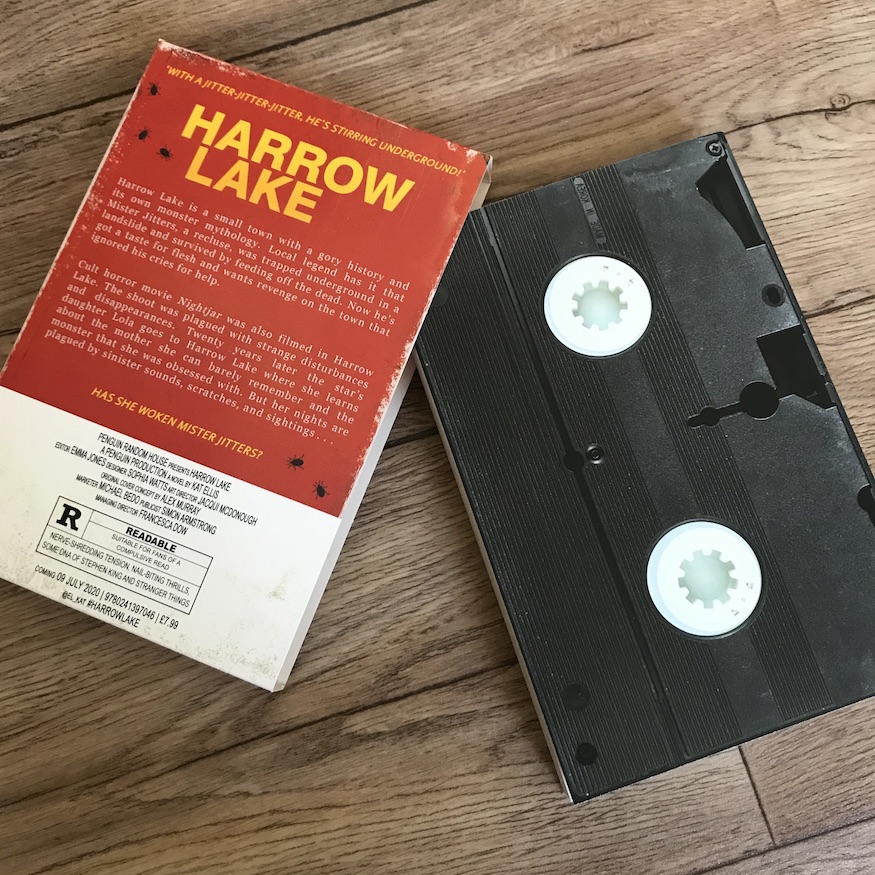 'WITH A JITTER-JITTER-JITTER, HE'S STIRRING UNDERGROUND!'
HARROW
LAKE
Harrow Lake is a small town with a gory history and
its own monster mythology. Local legend has it that
Mister Jitters, a recluse, was trapped underground in a
landslide and survived by feeding off the dead. Now he's
got a taste for flesh and wants revenge on the town that
ignored his cries for help.
Cult horror movie Nightjar was also filmed in Harrow
Lake. The shoot was plagued with strange disturbances
and disappearances. Twenty years later the star's
daughter Lola goes to Harrow Lake where she learns
about the mother she can barely remember and the
monster that she was obsessed with. But her nights are
plagued by sinister sounds, scratches, and sightings . . .
HAS SHE WOKEN MISTER JITTERS?
PENGUIN RANDOM HOUSE PRESENTS HARROW LAKE
A PENGUIN PRODUCTION A NOVEL BY KAT ELLIS
EDITOR EMMA JONES DESIGNER SOPHIA WATTS ART DIRECTOR JACQUI MCDONOUGH
ORIGINAL COVER CONCEPT BY ALEX MURRAY
MARKETER MICHAEL BEDO PUBLICIST SIMON ARMSTRONG
MANAGING DIRECTOR FRANCESCA DOW
R
READABLE
SUITABLE FOR FANS OF A
COMPULSIVE READ
NERVE-SHREDDING TENSION, NAIL-BITING THRILLS,
SOME DNA OF STEPHEN KING AND STRANGER THINGS
COMING 09 JULY 2020 | 9780241397046 | £7.99
@EL_KAT #HARROWLAKE